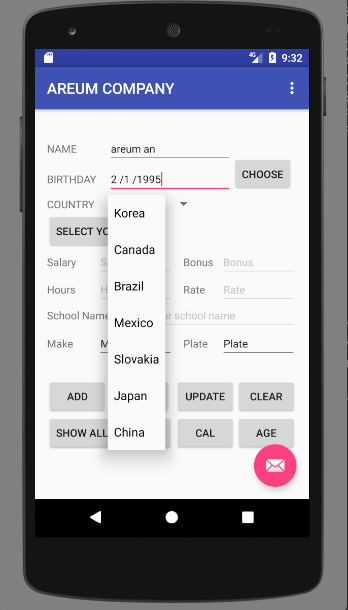 4G 9:32
AREUM COMPANY
NAME areum an
BIRTHDAY 2 /1 /1995 CHOOSE
COUNTRY
SELECT YO
Korea
Canada
Brazil
Mexico
Slovakia
Japan
China
Salary S Bonus Bonus
Hours H Rate Rate
School Name ur school name
Make M Plate Plate
ADD UPDATE CLEAR
SHOW ALL CAL AGE